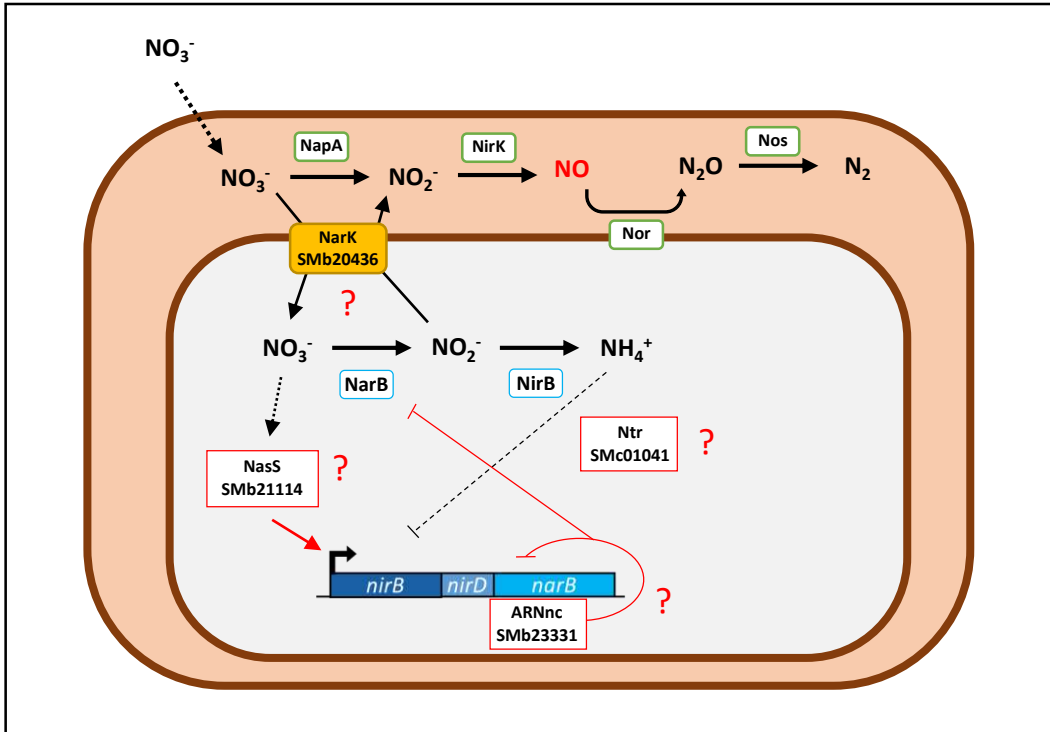 NO₃⁻
NapA
NirK
Nos
NO₃⁻
NO₂⁻
NO
N₂O
N₂
Nor
NarK
SMb20436
?
NO₃⁻
NO₂⁻
NH₄⁺
NarB
NirB
NasS
SMb21114
?
Ntr
SMc01041
?
nirB
nirD
narB
ARNnc
SMb23331
?